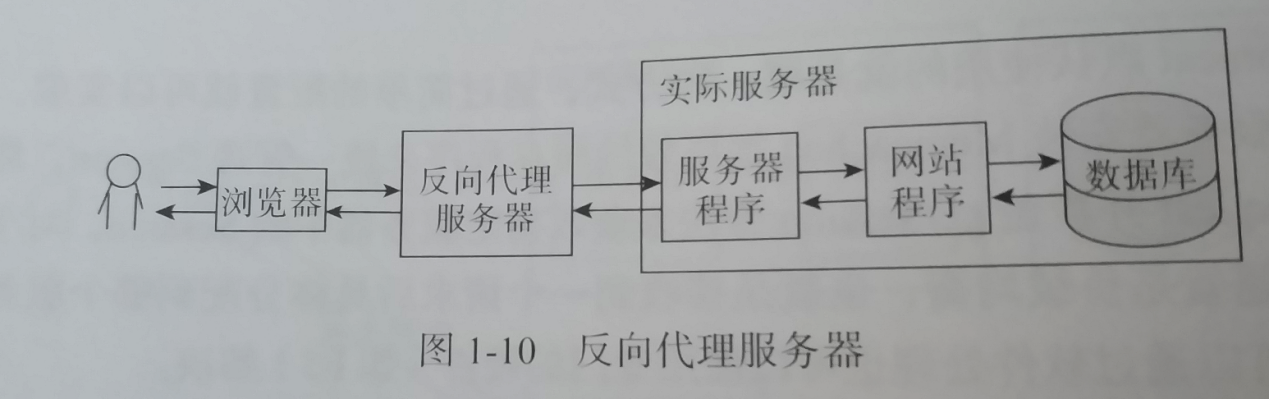 实际服务器
浏览器
反向代理
服务器
服务器
程序
网站
程序
数据库
图 1-10 反向代理服务器